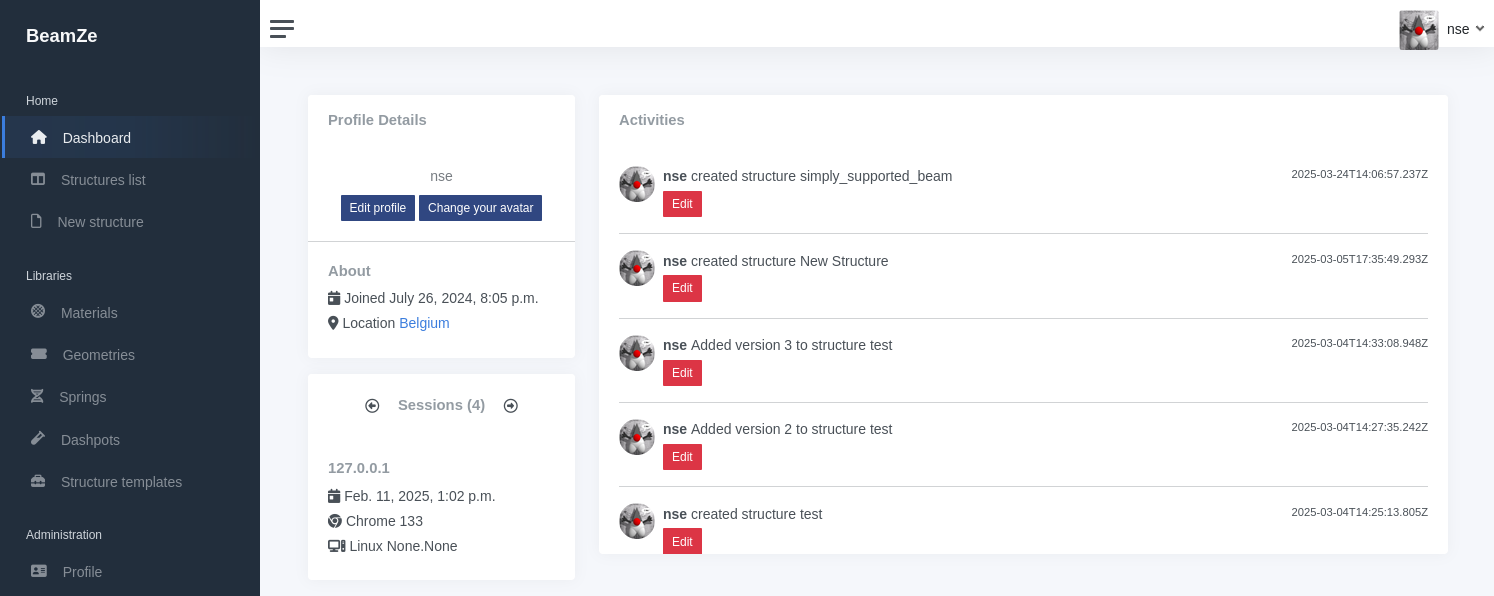 BeamZe
nse
Home
Dashboard
Structures list
New structure
Libraries
Materials
Geometries
Springs
Dashpots
Structure templates
Administration
Profile
Profile Details
nse
Edit profile Change your avatar
About
Joined July 26, 2024, 8:05 p.m.
Location Belgium
Sessions (4)
127.0.0.1
Feb. 11, 2025, 1:02 p.m.
Chrome 133
Linux None.None
Activities
nse created structure simply_supported_beam 2025-03-24T14:06:57.237Z
Edit
nse created structure New Structure 2025-03-05T17:35:49.293Z
Edit
nse Added version 3 to structure test 2025-03-04T14:33:08.948Z
Edit
nse Added version 2 to structure test 2025-03-04T14:27:35.242Z
Edit
nse created structure test 2025-03-04T14:25:13.805Z
Edit